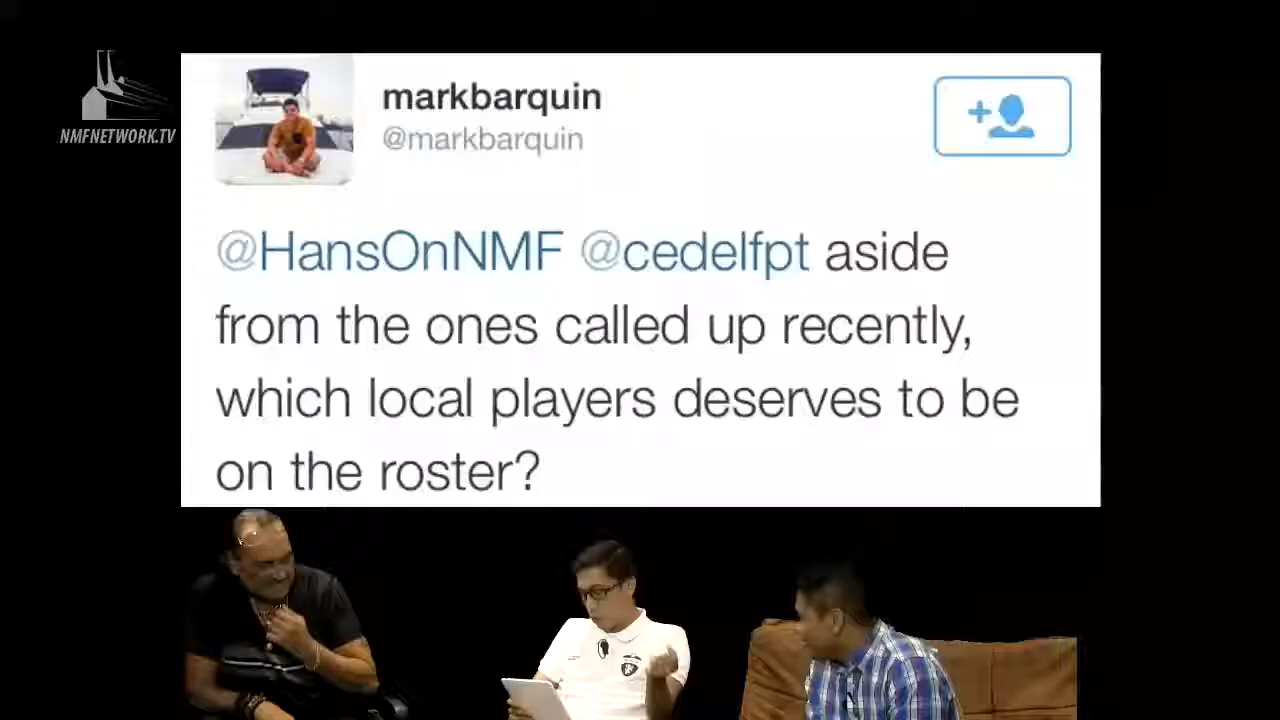 NMFNETWORK.TV
markbarquin
@markbarquin
@HansOnNMF @cedelfpt aside
from the ones called up recently,
which local players deserves to be
on the roster?